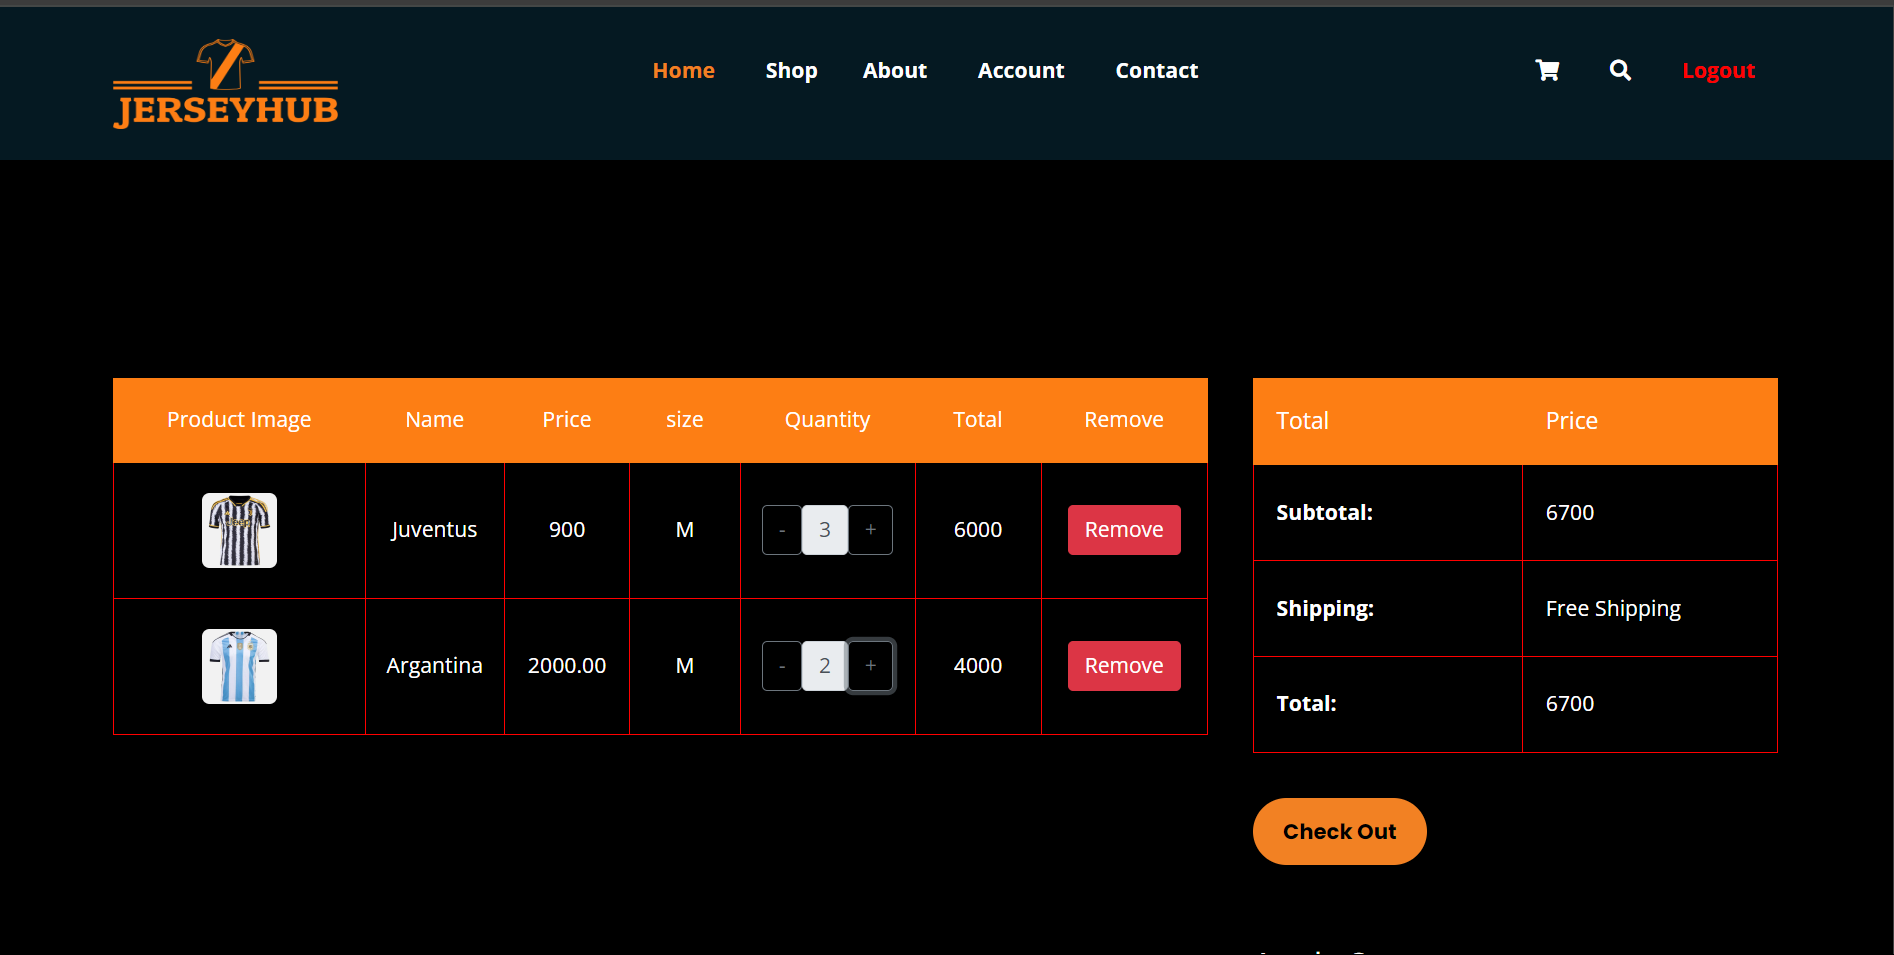 Home Shop About Account Contact Logout
JERSEYHUB
Product Image Name Price size Quantity Total Remove
Juventus 900 M - 3 + 6000 Remove
Argantina 2000.00 M - 2 + 4000 Remove
Total Price
Subtotal: 6700
Shipping: Free Shipping
Total: 6700
Check Out